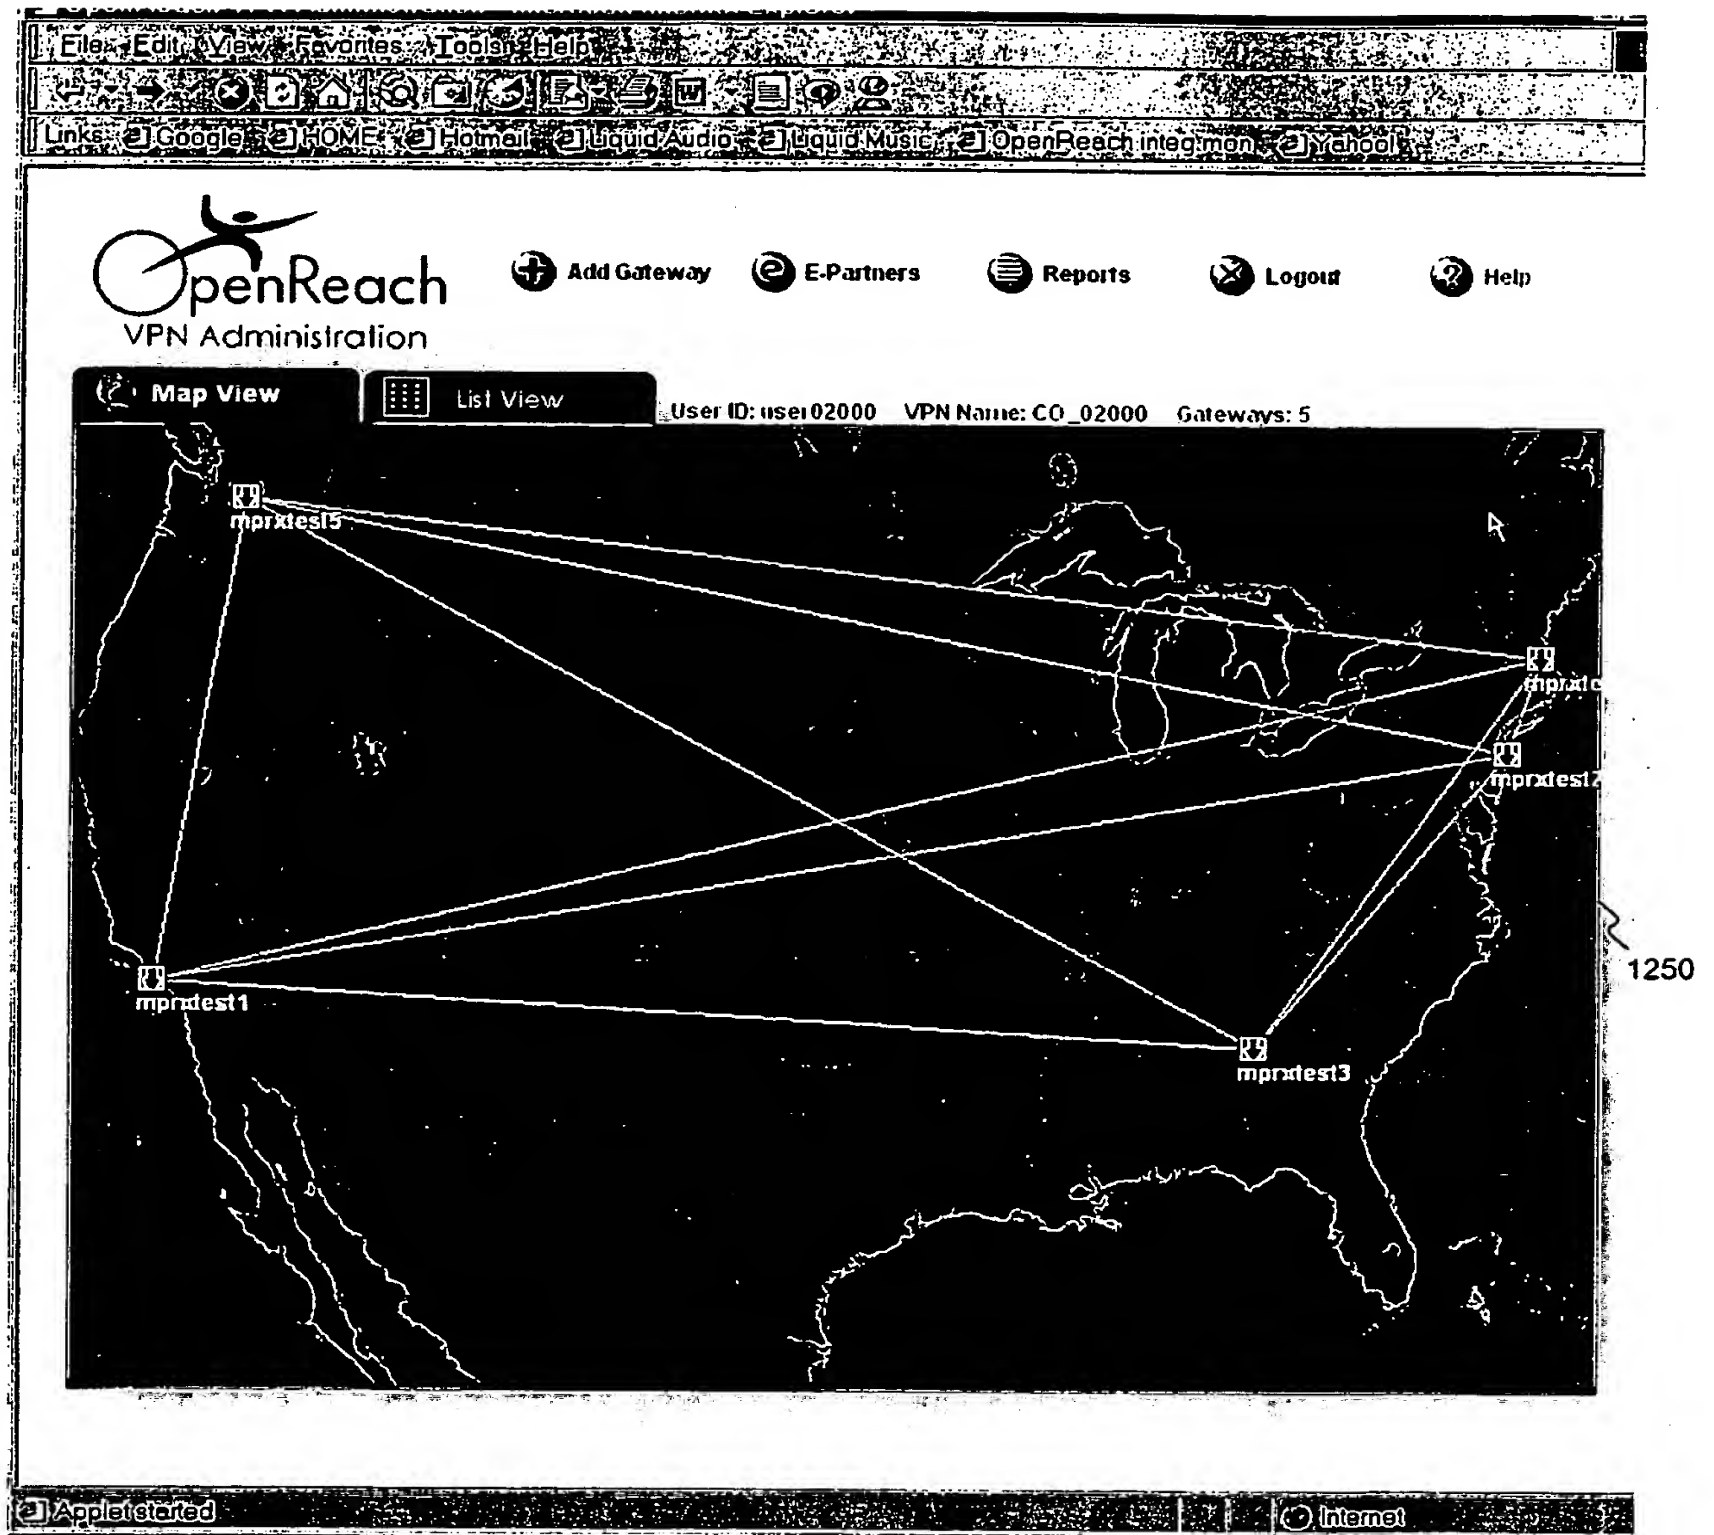 File Edit View Favorites Tools Help
Links Google HOME Hotmail Liquid Audio Liquid Music OpenReach integ mon Yahoo!
OpenReach
VPN Administration
Add Gateway E-Partners Reports Logout Help
Map View List View User ID: user02000 VPN Name: CO_02000 Gateways: 5
mprxtest5
mprxte
mprxtest2
1250
mprxtest1
mprxtest3
Applet started Internet